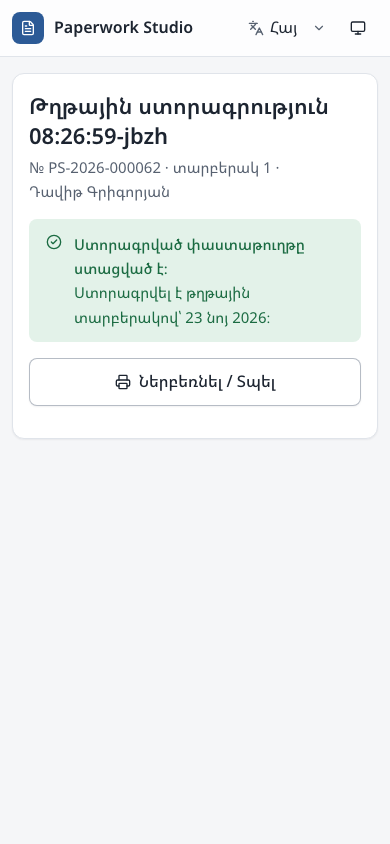 Paperwork Studio
Հայ
Թղթային ստորագրություն
08:26:59-jbzh
№ PS-2026-000062 · տարբերակ 1 ·
Դավիթ Գրիգորյան
Ստորագրված փաստաթուղթը
ստացված է:
Ստորագրվել է թղթային
տարբերակով՝ 23 նոյ 2026:
Ներբեռնել / Տպել